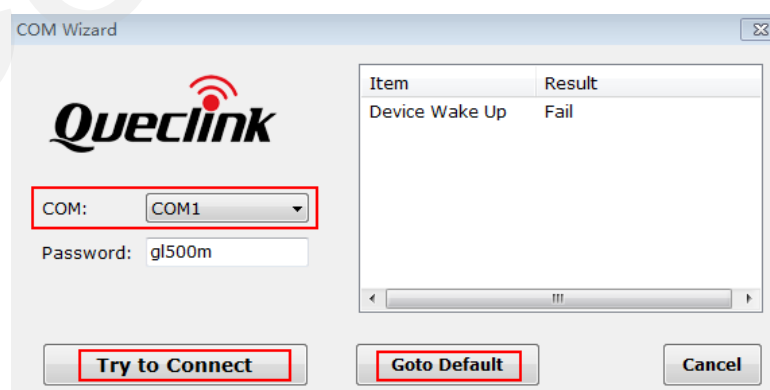 COM Wizard
Queclink
Item Result
Device Wake Up Fail
COM: COM1
Password: gl500m
Try to Connect
Goto Default
Cancel